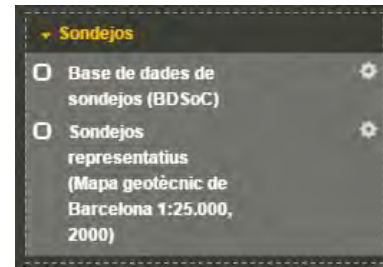 Sondejos
Base de dades de
sondejos (BDSoC)
Sondejos
representatius
(Mapa geotècnic de
Barcelona 1:25.000,
2000)